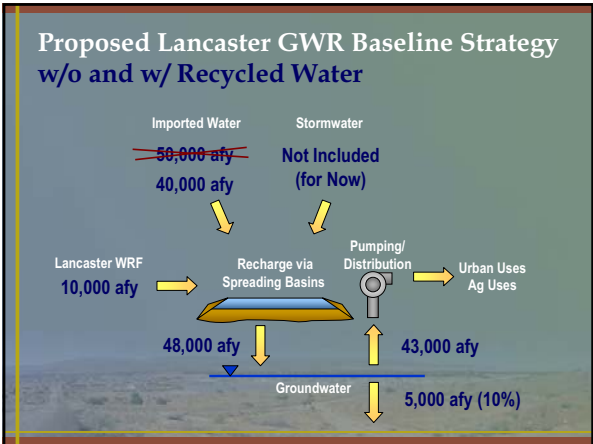 Proposed Lancaster GWR Baseline Strategy
w/o and w/ Recycled Water
Imported Water
50,000 afy
40,000 afy
Stormwater
Not Included
(for Now)
Lancaster WRF
10,000 afy
Recharge via
Spreading Basins
Pumping/
Distribution
Urban Uses
Ag Uses
48,000 afy
43,000 afy
Groundwater
5,000 afy (10%)